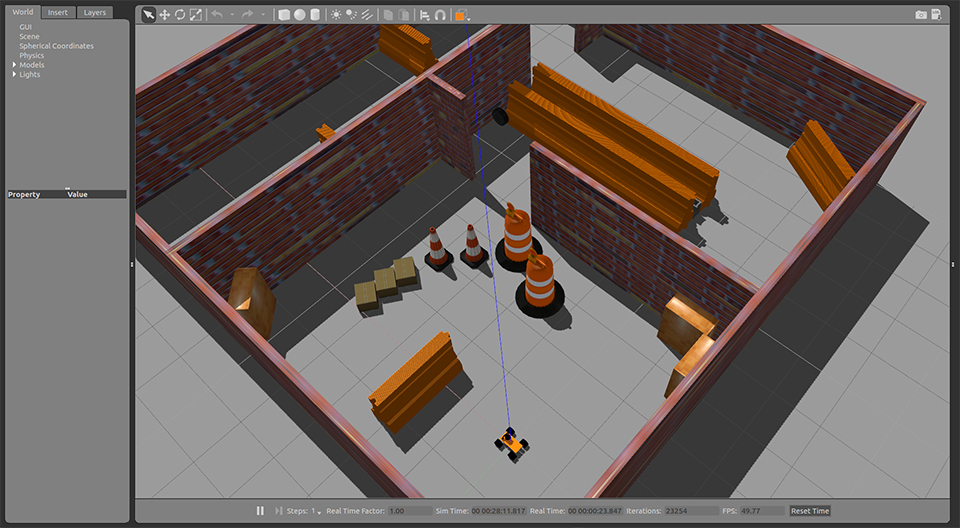 World Insert Layers
GUI
Scene
Spherical Coordinates
Physics
Models
Lights
Property Value
Steps: 1 Real Time Factor: 1.00 Sim Time: 00 00:28:11.817 Real Time: 00 00:00:23.847 Iterations: 23254 FPS: 49.77 Reset Time